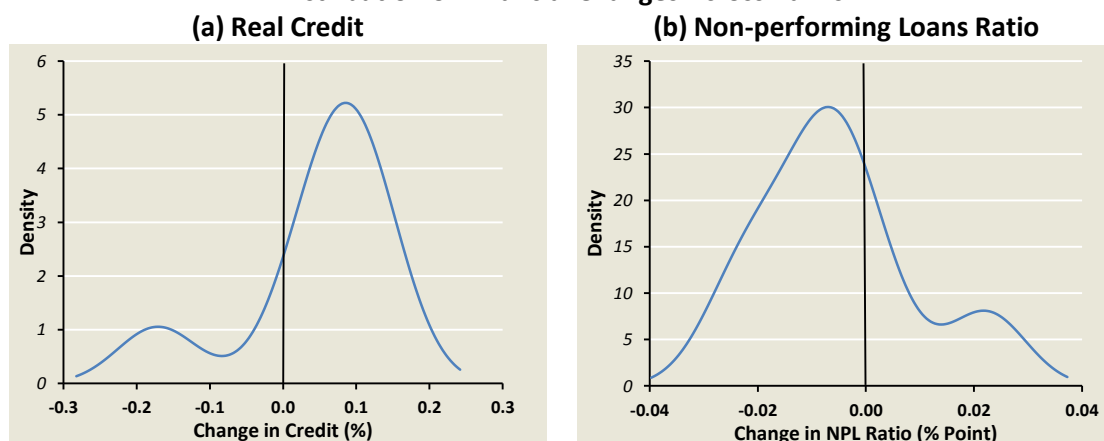 (a) Real Credit
6
5
4
3
2
1
0
Density
-0.3 -0.2 -0.1 0.0 0.1 0.2 0.3
Change in Credit (%)
(b) Non-performing Loans Ratio
35
30
25
20
15
10
5
0
Density
-0.04 -0.02 0.00 0.02 0.04
Change in NPL Ratio (% Point)